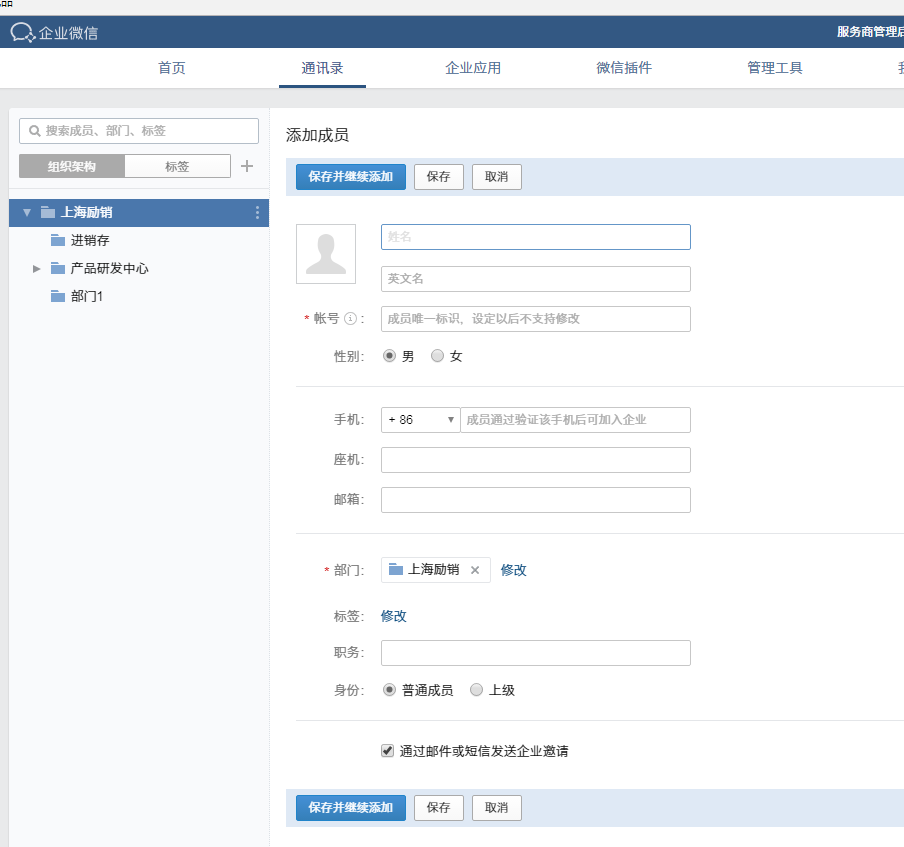 企业微信
服务商管理后
首页 通讯录 企业应用 微信插件 管理工具
搜索成员、部门、标签
组织架构 标签 +
上海励销
进销存
产品研发中心
部门1
添加成员
保存并继续添加 保存 取消
姓名
英文名
* 帐号 : 成员唯一标识，设定以后不支持修改
性别: 男 女
手机: + 86 成员通过验证该手机后可加入企业
座机:
邮箱:
* 部门: 上海励销 × 修改
标签: 修改
职务:
身份: 普通成员 上级
通过邮件或短信发送企业邀请
保存并继续添加 保存 取消